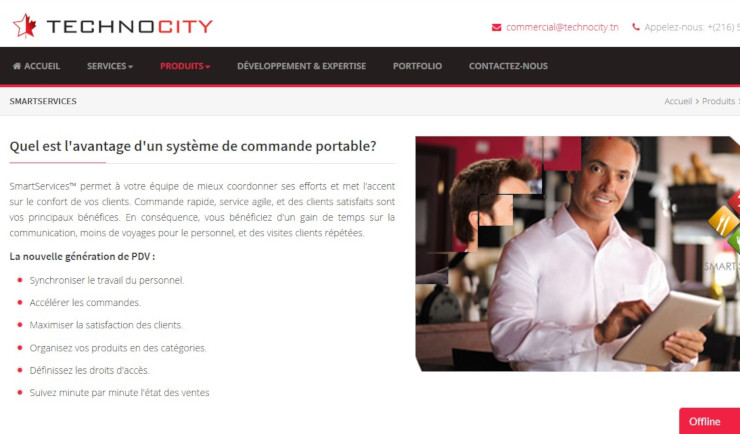 TECHNOCITY
commercial@technocity.tn
Appelez-nous: +(216) 5
ACCUEIL SERVICES PRODUITS DÉVELOPPEMENT & EXPERTISE PORTFOLIO CONTACTEZ-NOUS
SMARTSERVICES
Accueil > Produits >
Quel est l'avantage d'un système de commande portable?
SmartServices™ permet à votre équipe de mieux coordonner ses efforts et met l'accent
sur le confort de vos clients. Commande rapide, service agile, et des clients satisfaits sont
vos principaux bénéfices. En conséquence, vous bénéficiez d'un gain de temps sur la
communication, moins de voyages pour le personnel, et des visites clients répétées.
La nouvelle génération de PDV :
Synchroniser le travail du personnel.
Accélérer les commandes.
Maximiser la satisfaction des clients.
Organisez vos produits en des catégories.
Définissez les droits d'accès.
Suivez minute par minute l'état des ventes
SMART
Offline